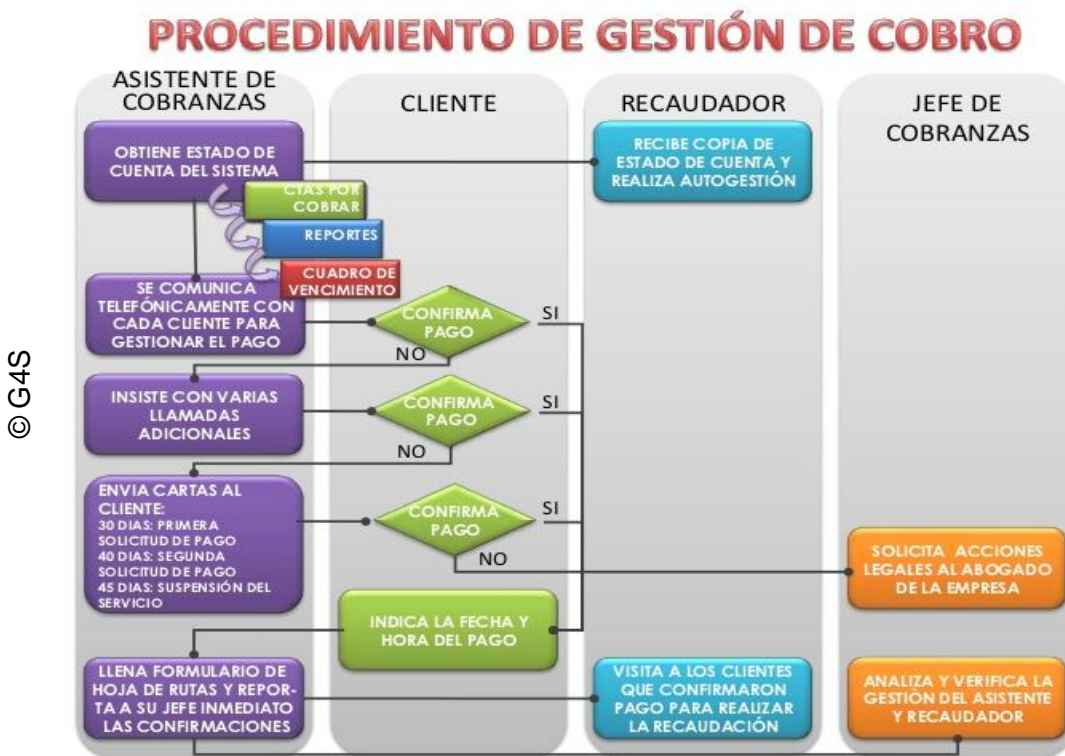 PROCEDIMIENTO DE GESTIÓN DE COBRO
ASISTENTE DE
COBRANZAS
CLIENTE
RECAUDADOR
JEFE DE
COBRANZAS
OBTIENE ESTADO DE
CUENTA DEL SISTEMA
RECIBE COPIA DE
ESTADO DE CUENTA Y
REALIZA AUTOGESTIÓN
CTAS POR
COBRAR
REPORTES
CUADRO DE
VENCIMIENTO
SE COMUNICA
TELEFÓNICAMENTE CON
CADA CLIENTE PARA
GESTIONAR EL PAGO
CONFIRMA
PAGO
SI
NO
INSISTE CON VARIAS
LLAMADAS
ADICIONALES
CONFIRMA
PAGO
SI
NO
ENVIA CARTAS AL
CLIENTE:
30 DIAS: PRIMERA
SOLICITUD DE PAGO
40 DIAS: SEGUNDA
SOLICITUD DE PAGO
45 DIAS: SUSPENSIÓN DEL
SERVICIO
CONFIRMA
PAGO
SI
NO
SOLICITA ACCIONES
LEGALES AL ABOGADO
DE LA EMPRESA
INDICA LA FECHA Y
HORA DEL PAGO
LLENA FORMULARIO DE
HOJA DE RUTAS Y REPOR-
TA A SU JEFE INMEDIATO
LAS CONFIRMACIONES
VISITA A LOS CLIENTES
QUE CONFIRMARON
PAGO PARA REALIZAR
LA RECAUDACIÓN
ANALIZA Y VERIFICA LA
GESTIÓN DEL ASISTENTE
Y RECAUDADOR
© G4S